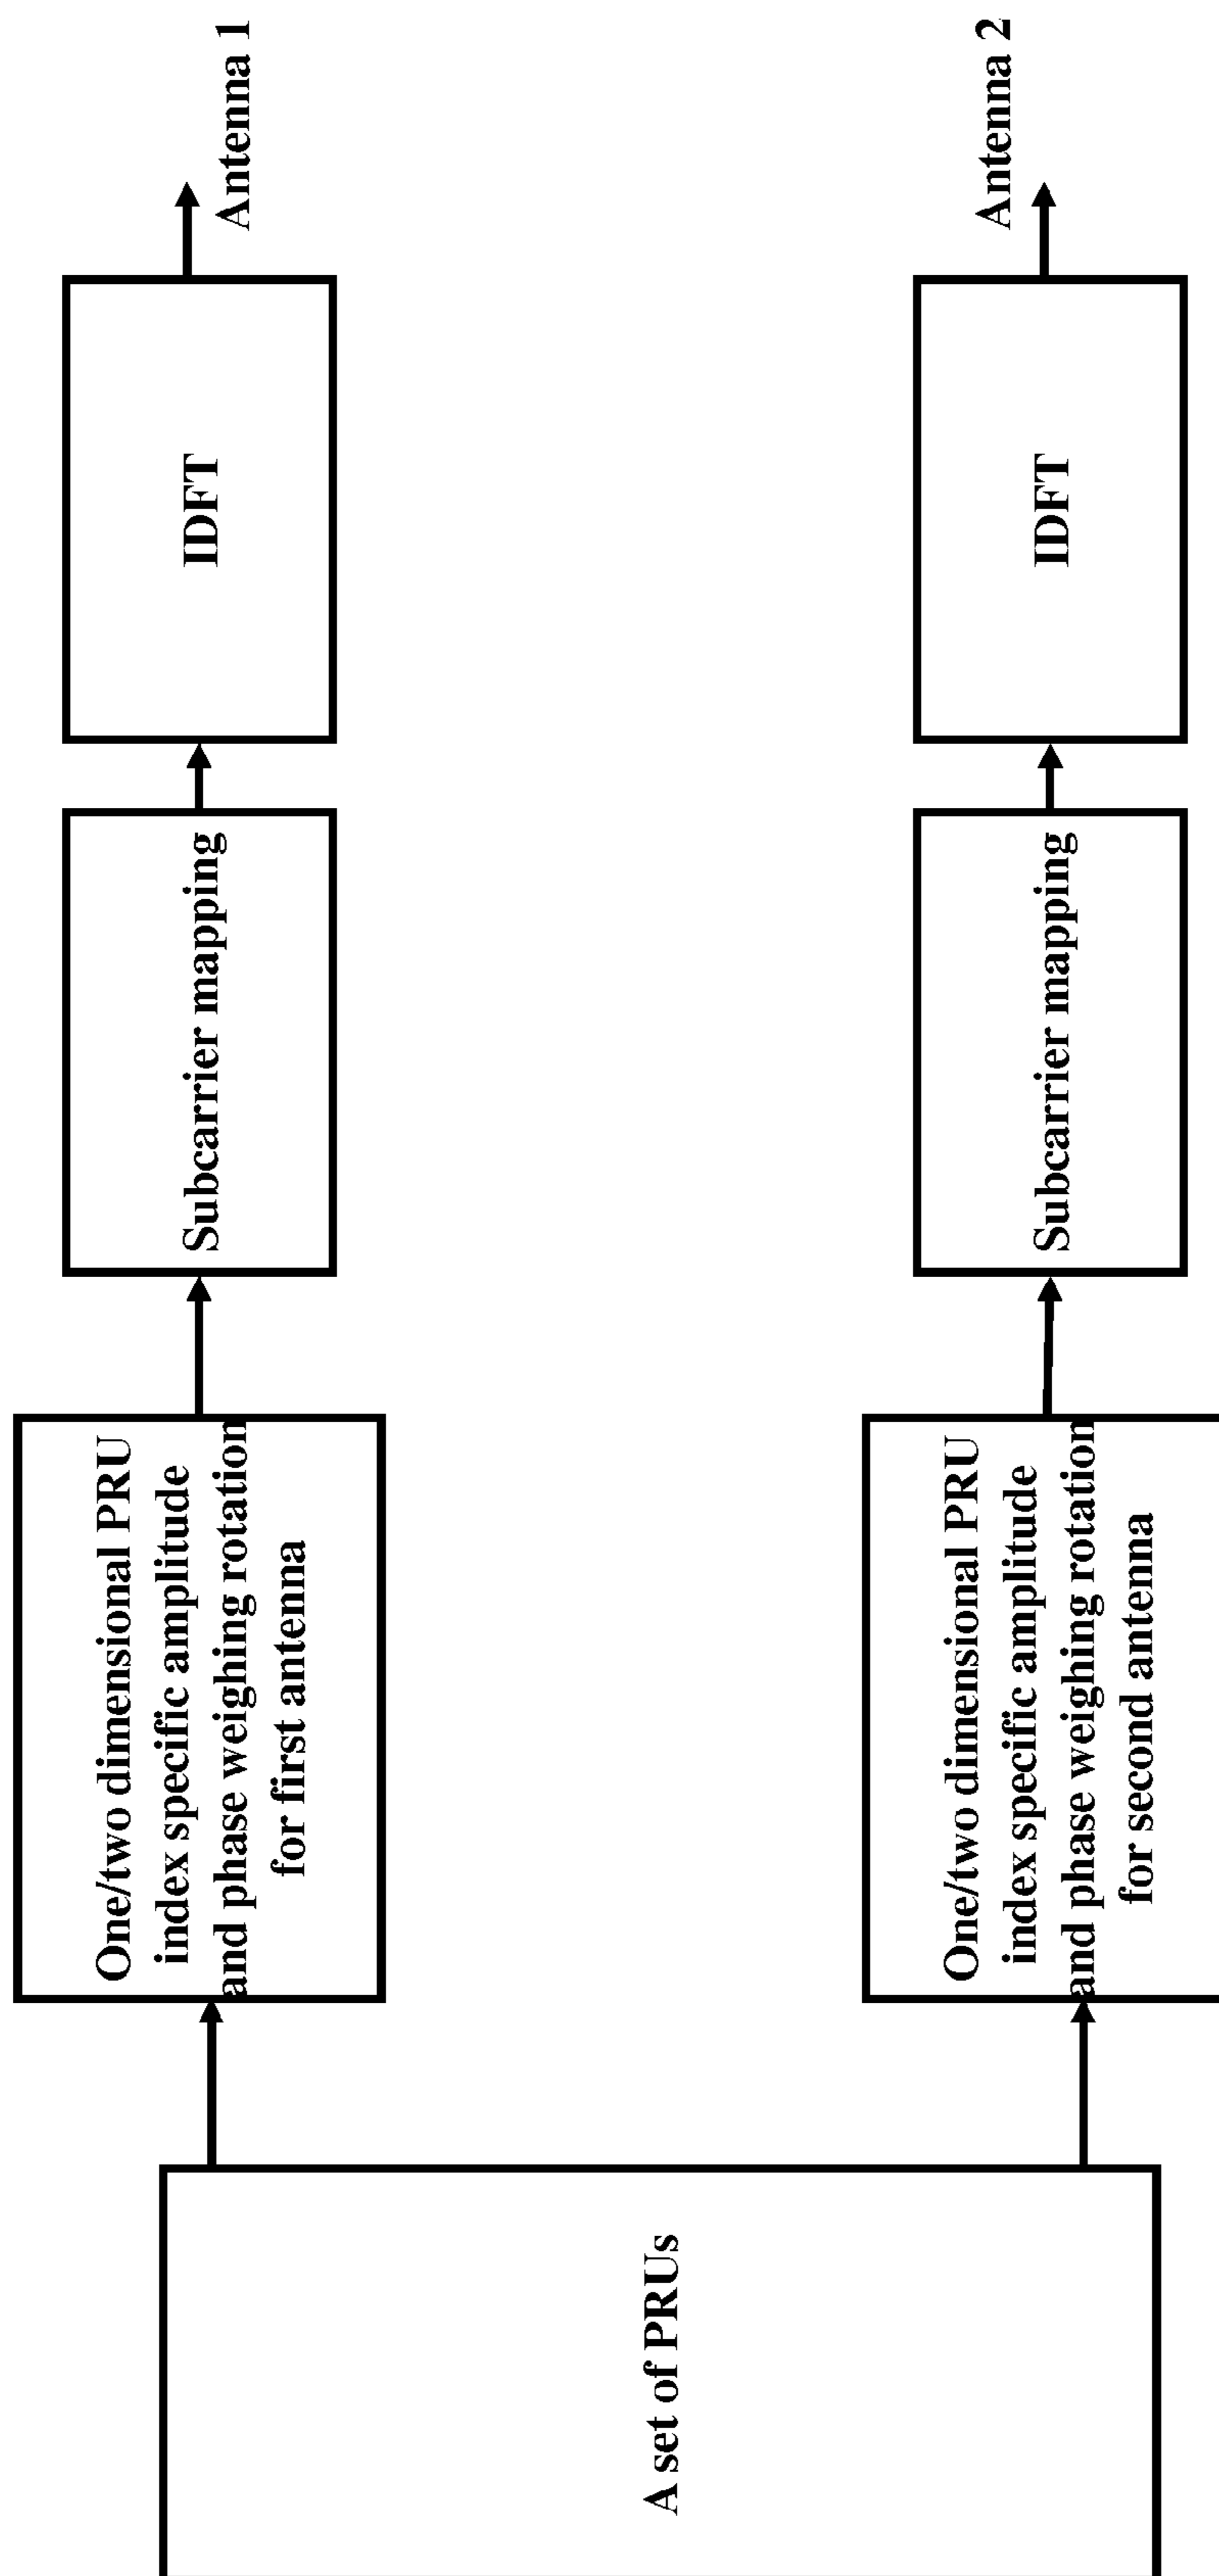 A set of PRUs
One/two dimensional PRU
index specific amplitude
and phase weighing rotation
for first antenna
Subcarrier mapping
IDFT
Antenna 1
One/two dimensional PRU
index specific amplitude
and phase weighing rotation
for second antenna
Subcarrier mapping
IDFT
Antenna 2